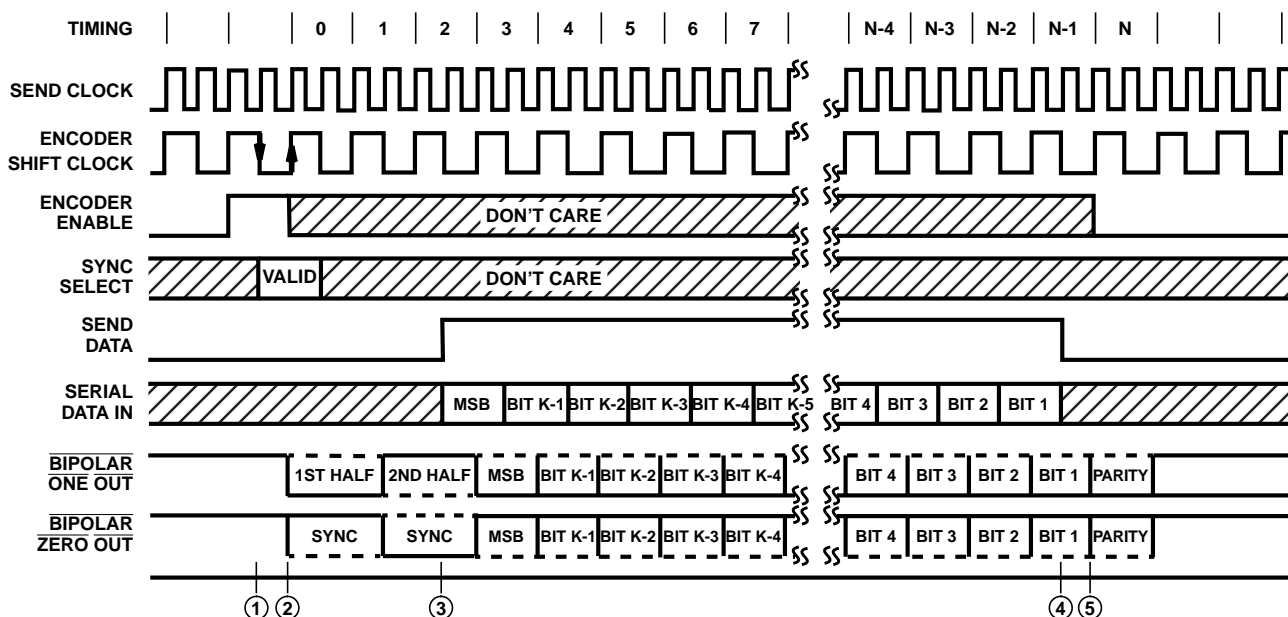 TIMING 0 1 2 3 4 5 6 7 N-4 N-3 N-2 N-1 N
SEND CLOCK
ENCODER
SHIFT CLOCK
ENCODER
ENABLE
DON'T CARE
SYNC
SELECT
VALID DON'T CARE
SEND
DATA
SERIAL
DATA IN
MSB BIT K-1 BIT K-2 BIT K-3 BIT K-4 BIT K-5 BIT 4 BIT 3 BIT 2 BIT 1
BIPOLAR
ONE OUT
1ST HALF 2ND HALF MSB BIT K-1 BIT K-2 BIT K-3 BIT K-4 BIT 4 BIT 3 BIT 2 BIT 1 PARITY
BIPOLAR
ZERO OUT
SYNC SYNC MSB BIT K-1 BIT K-2 BIT K-3 BIT K-4 BIT 4 BIT 3 BIT 2 BIT 1 PARITY
1 2 3 4 5